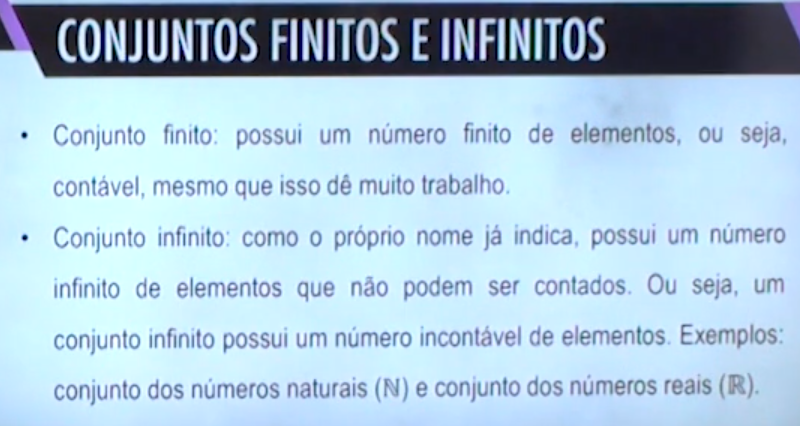 CONJUNTOS FINITOS E INFINITOS
• Conjunto finito: possui um número finito de elementos, ou seja,
contável, mesmo que isso dê muito trabalho.
• Conjunto infinito: como o próprio nome já indica, possui um número
infinito de elementos que não podem ser contados. Ou seja, um
conjunto infinito possui um número incontável de elementos. Exemplos:
conjunto dos números naturais (ℕ) e conjunto dos números reais (ℝ).